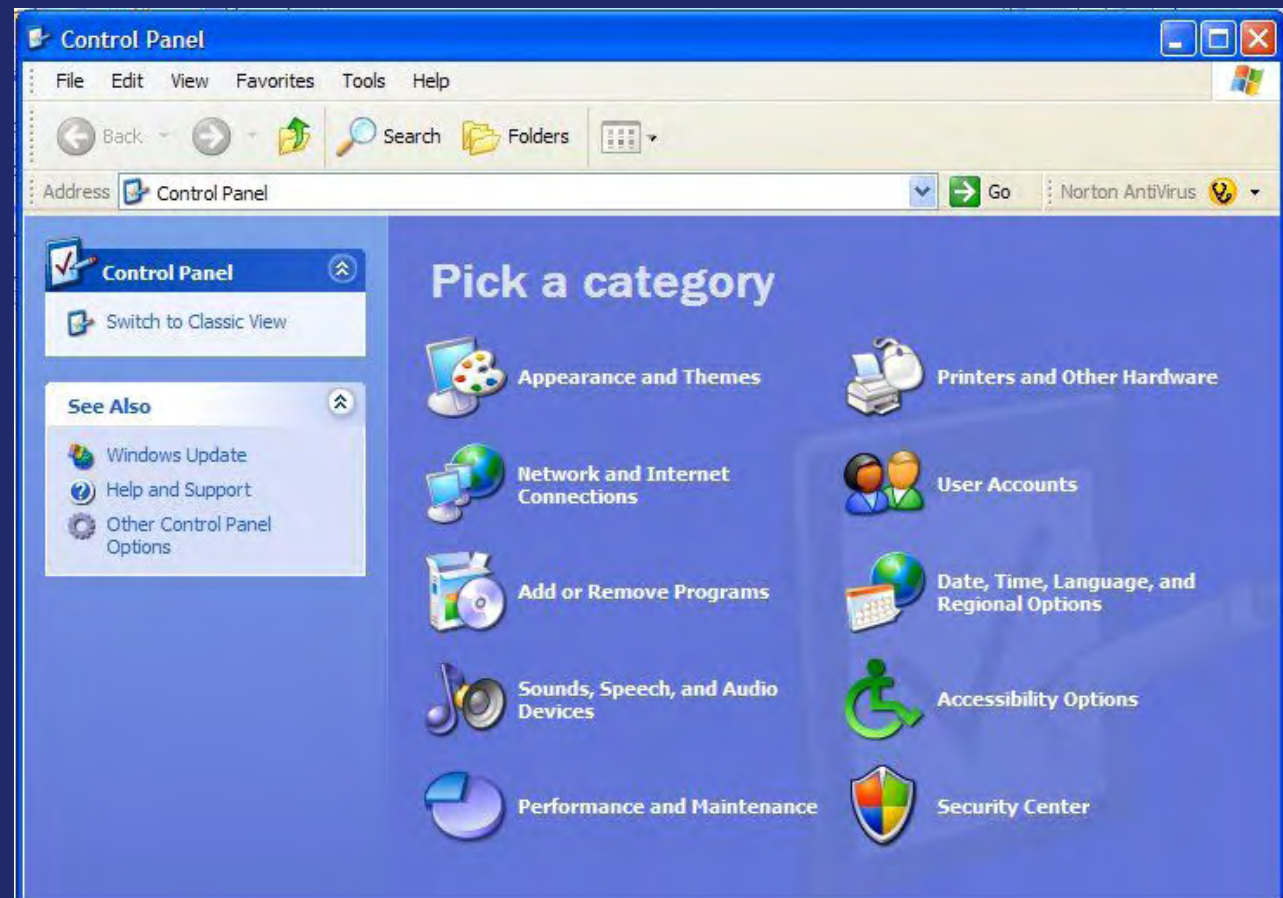 Control Panel
File Edit View Favorites Tools Help
Back Search Folders
Address Control Panel Go Norton AntiVirus
Control Panel
Switch to Classic View
See Also
Windows Update
Help and Support
Other Control Panel
Options
Pick a category
Appearance and Themes
Printers and Other Hardware
Network and Internet
Connections
User Accounts
Add or Remove Programs
Date, Time, Language, and
Regional Options
Sounds, Speech, and Audio
Devices
Accessibility Options
Performance and Maintenance
Security Center